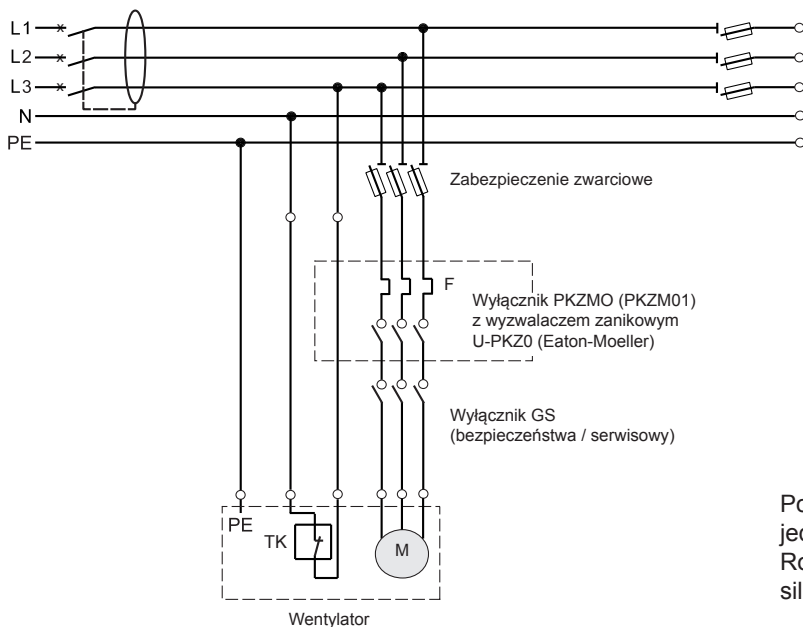 L1
L2
L3
N
PE
Zabezpieczenie zwarciowe
F
Wyłącznik PKZMO (PKZM01)
z wyzwalaczem zanikowym
U-PKZ0 (Eaton-Moeller)
Wyłącznik GS
(bezpieczeństwa / serwisowy)
PE
TK
M
Wentylator